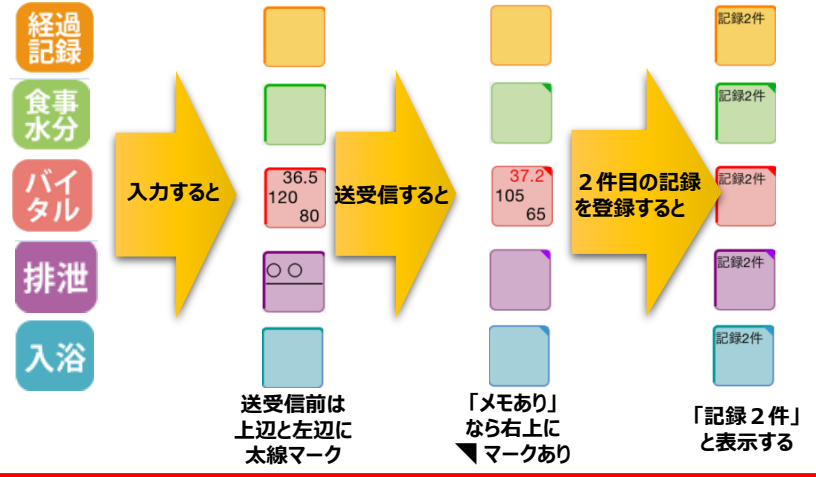 経過
記録
記録2件
食事
水分
記録2件
入力すると
送受信すると
２件目の記録
を登録すると
バイ
タル
36.5
120
80
37.2
105
65
記録2件
排泄
○○
記録2件
入浴
記録2件
送受信前は
上辺と左辺に
太線マーク
「メモあり」
なら右上に
◥マークあり
「記録２件」
と表示する